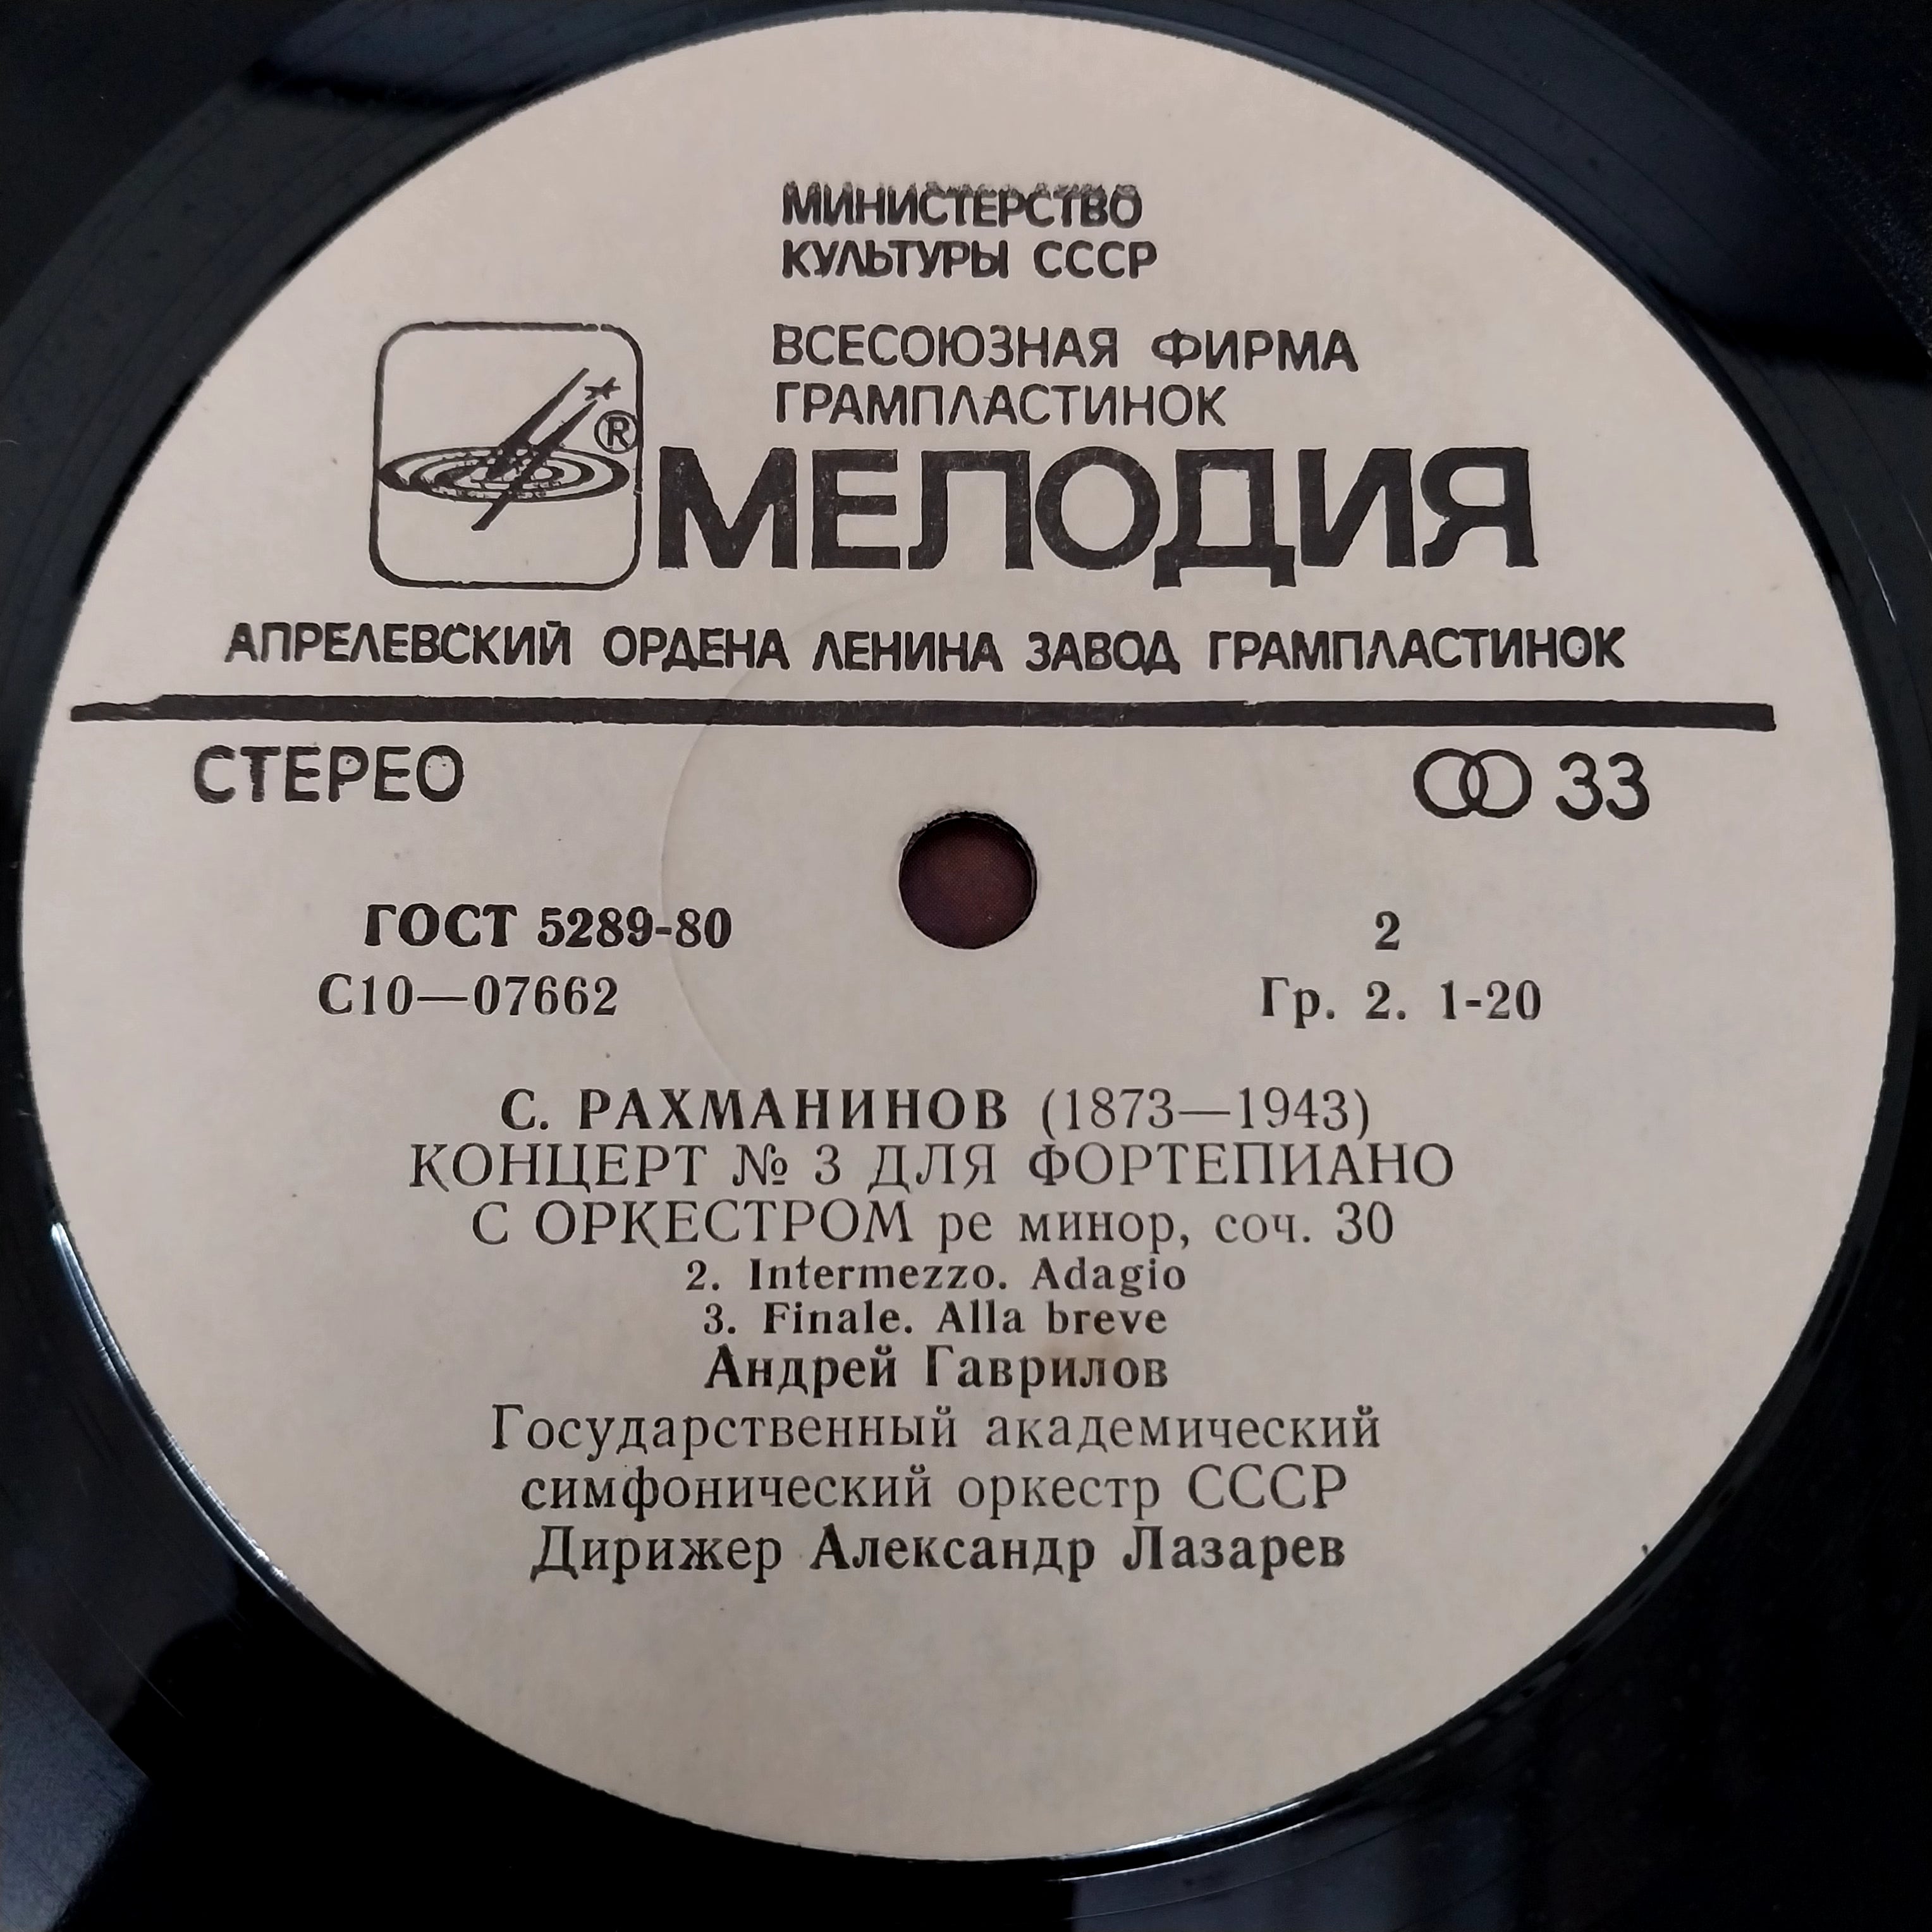 МИНИСТЕРСТВО
КУЛЬТУРЫ СССР
ВСЕСОЮЗНАЯ ФИРМА
ГРАМПЛАСТИНОК
®
МЕЛОДИЯ
АПРЕЛЕВСКИЙ ОРДЕНА ЛЕНИНА ЗАВОД ГРАМПЛАСТИНОК
СТЕРЕО
33
ГОСТ 5289-80
2
С10—07662
Гр. 2. 1-20
С. РАХМАНИНОВ (1873—1943)
КОНЦЕРТ № 3 ДЛЯ ФОРТЕПИАНО
С ОРКЕСТРОМ ре минор, соч. 30
2. Intermezzo. Adagio
3. Finale. Alla breve
Андрей Гаврилов
Государственный академический
симфонический оркестр СССР
Дирижер Александр Лазарев